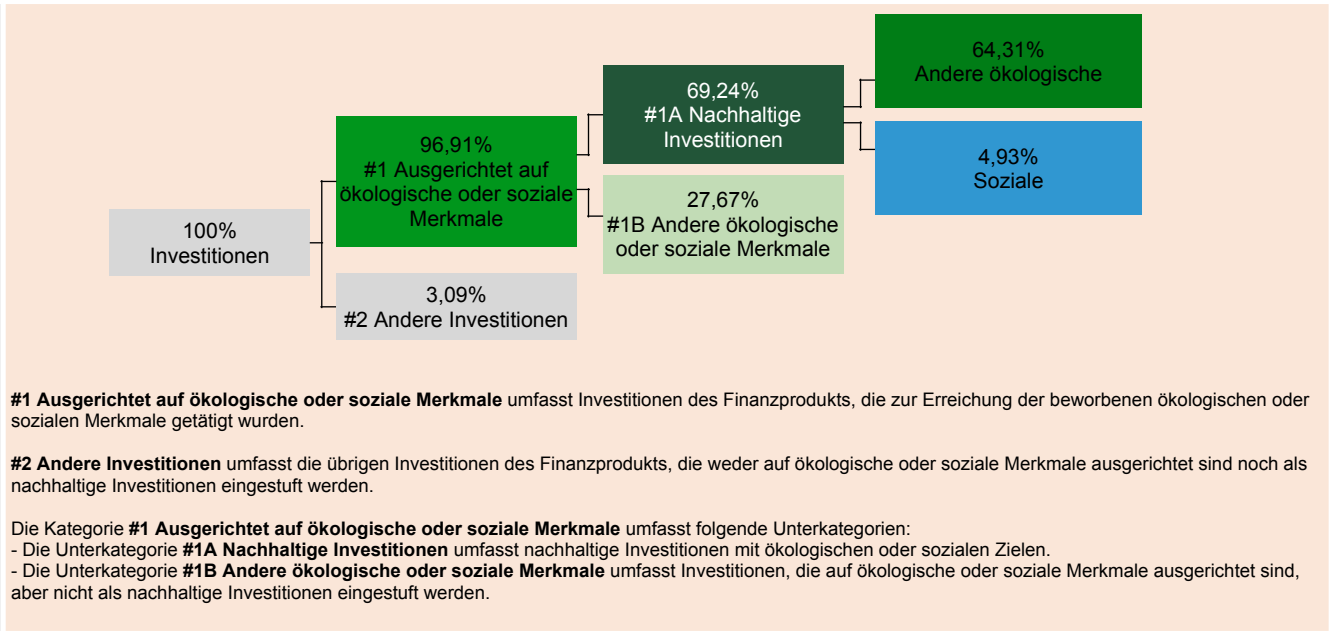 100%
Investitionen
96,91%
#1 Ausgerichtet auf
ökologische oder soziale
Merkmale
3,09%
#2 Andere Investitionen
69,24%
#1A Nachhaltige
Investitionen
27,67%
#1B Andere ökologische
oder soziale Merkmale
64,31%
Andere ökologische
4,93%
Soziale
#1 Ausgerichtet auf ökologische oder soziale Merkmale umfasst Investitionen des Finanzprodukts, die zur Erreichung der beworbenen ökologischen oder
sozialen Merkmale getätigt wurden.
#2 Andere Investitionen umfasst die übrigen Investitionen des Finanzprodukts, die weder auf ökologische oder soziale Merkmale ausgerichtet sind noch als
nachhaltige Investitionen eingestuft werden.
Die Kategorie #1 Ausgerichtet auf ökologische oder soziale Merkmale umfasst folgende Unterkategorien:
- Die Unterkategorie #1A Nachhaltige Investitionen umfasst nachhaltige Investitionen mit ökologischen oder sozialen Zielen.
- Die Unterkategorie #1B Andere ökologische oder soziale Merkmale umfasst Investitionen, die auf ökologische oder soziale Merkmale ausgerichtet sind,
aber nicht als nachhaltige Investitionen eingestuft werden.